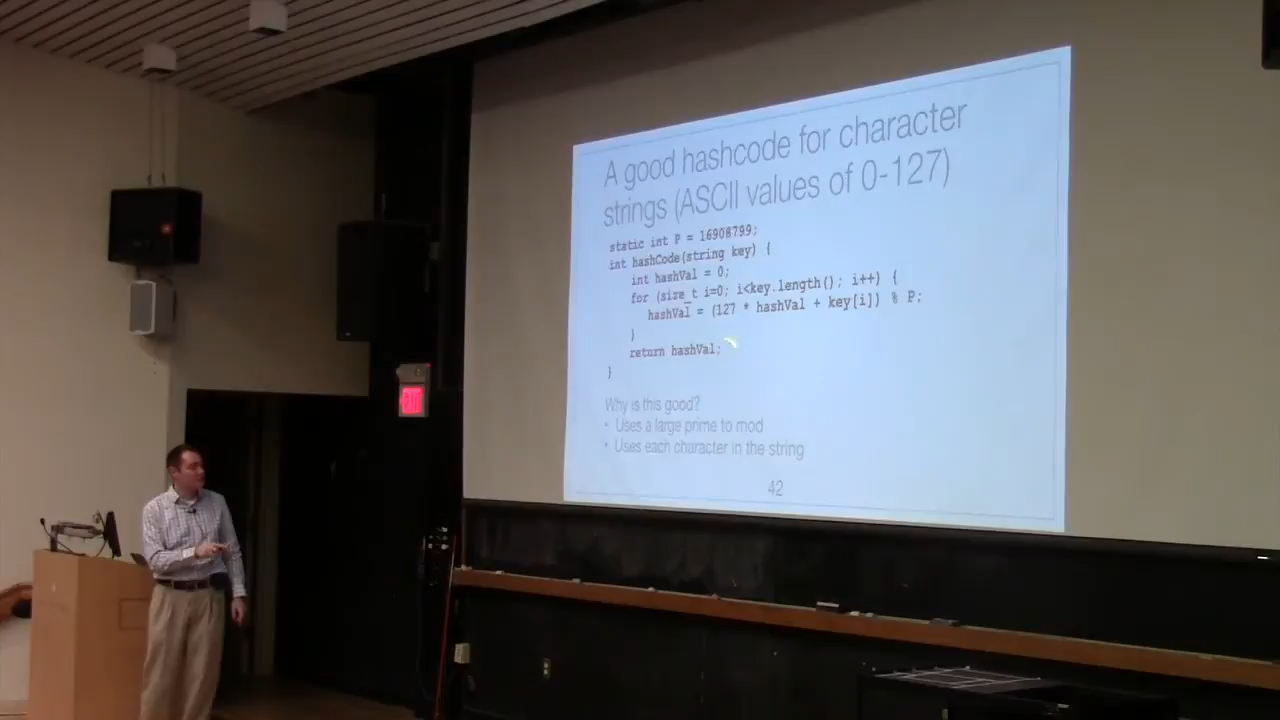 A good hashcode for character
strings (ASCII values of 0-127)
static int P = 16908799;
int hashCode(string key) {
int hashVal = 0;
for (size_t i=0; i<key.length(); i++) {
hashVal = (127 * hashVal + key[i]) % P;
}
return hashVal;
}
Why is this good?
• Uses a large prime to mod
• Uses each character in the string
42